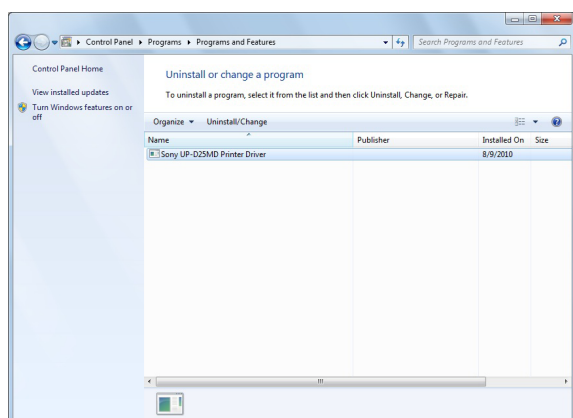 Control Panel ▸ Programs ▸ Programs and Features
Search Programs and Features
Control Panel Home
View installed updates
Turn Windows features on or
off
Uninstall or change a program
To uninstall a program, select it from the list and then click Uninstall, Change, or Repair.
Organize Uninstall/Change
Name Publisher Installed On Size
Sony UP-D25MD Printer Driver 8/9/2010